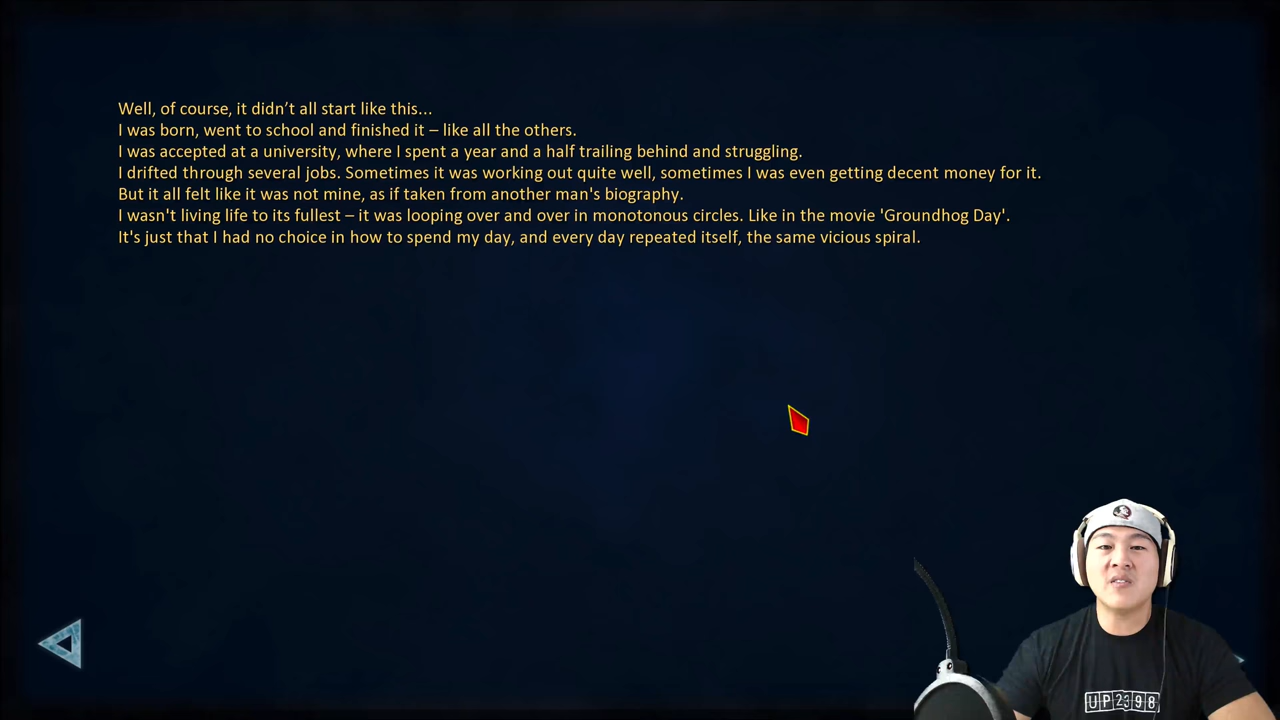 Well, of course, it didn’t all start like this...
I was born, went to school and finished it – like all the others.
I was accepted at a university, where I spent a year and a half trailing behind and struggling.
I drifted through several jobs. Sometimes it was working out quite well, sometimes I was even getting decent money for it.
But it all felt like it was not mine, as if taken from another man's biography.
I wasn't living life to its fullest – it was looping over and over in monotonous circles. Like in the movie 'Groundhog Day'.
It's just that I had no choice in how to spend my day, and every day repeated itself, the same vicious spiral.
UP2398